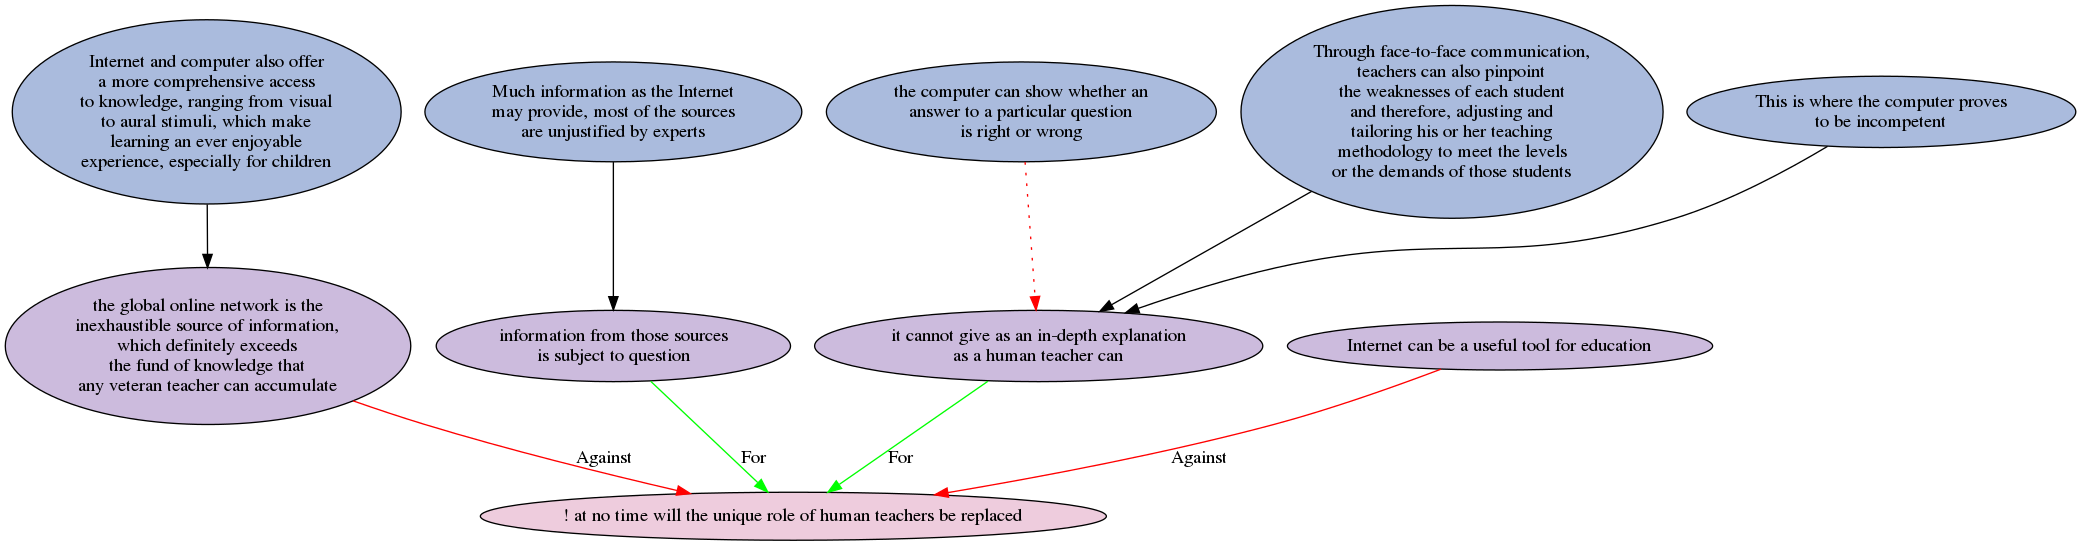 Internet and computer also offer
a more comprehensive access
to knowledge, ranging from visual
to aural stimuli, which make
learning an ever enjoyable
experience, especially for children
Much information as the Internet
may provide, most of the sources
are unjustified by experts
the computer can show whether an
answer to a particular question
is right or wrong
Through face-to-face communication,
teachers can also pinpoint
the weaknesses of each student
and therefore, adjusting and
tailoring his or her teaching
methodology to meet the levels
or the demands of those students
This is where the computer proves
to be incompetent
the global online network is the
inexhaustible source of information,
which definitely exceeds
the fund of knowledge that
any veteran teacher can accumulate
information from those sources
is subject to question
it cannot give as an in-depth explanation
as a human teacher can
Internet can be a useful tool for education
Against
For
For
Against
! at no time will the unique role of human teachers be replaced